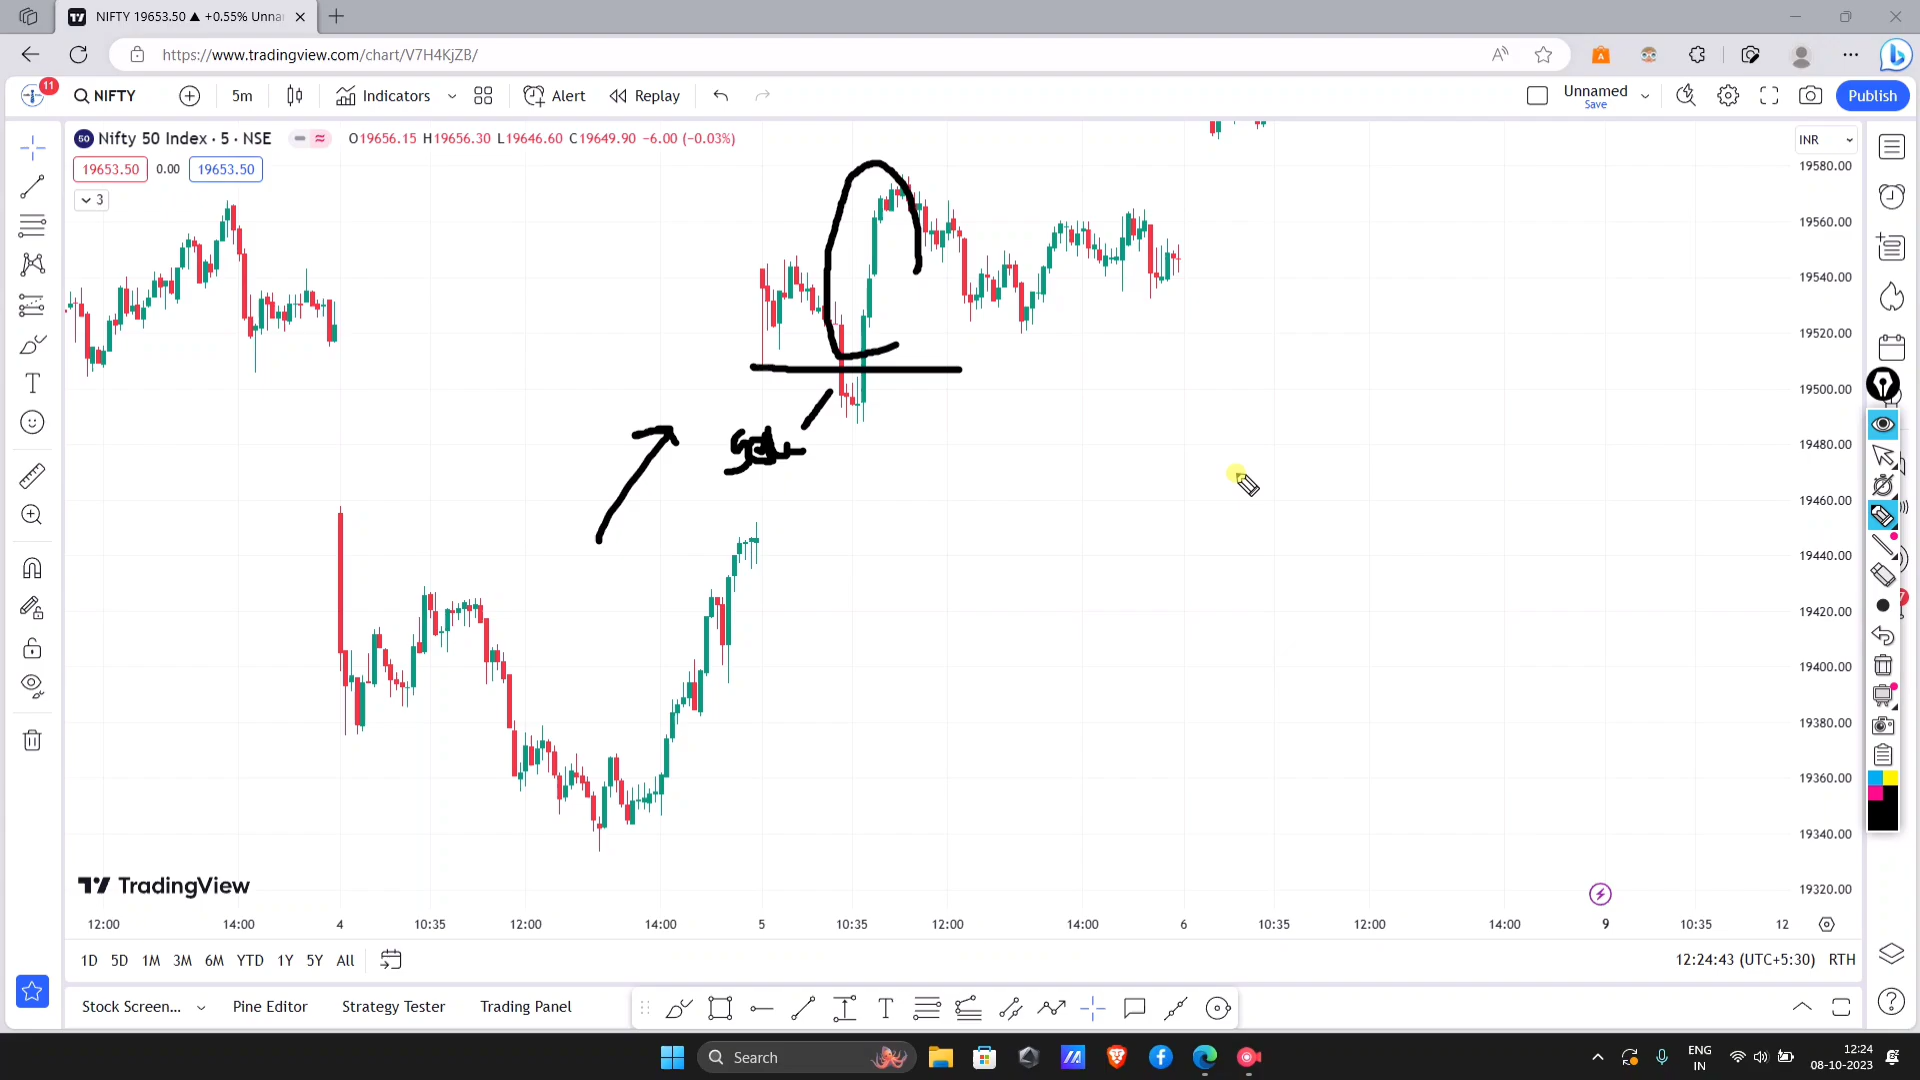 NIFTY 19653.50 ▲ +0.55% Unna
https://www.tradingview.com/chart/V7H4KjZB/
11
NIFTY 5m Indicators Alert Replay Unnamed Save Publish
Nifty 50 Index · 5 · NSE O19656.15 H19656.30 L19646.60 C19649.90 −6.00 (−0.03%)
INR
19653.50 0.00 19653.50
3
19580.00
19560.00
19540.00
19520.00
19500.00
19480.00
19460.00
19440.00
19420.00
19400.00
19380.00
19360.00
19340.00
19320.00
TradingView
12:00 14:00 4 10:35 12:00 14:00 5 10:35 12:00 14:00 6 10:35 12:00 14:00 9 10:35 12
1D 5D 1M 3M 6M YTD 1Y 5Y All 12:24:43 (UTC+5:30) RTH
Stock Screen... Pine Editor Strategy Tester Trading Panel
Search
ENG IN
12:24
08-10-2023